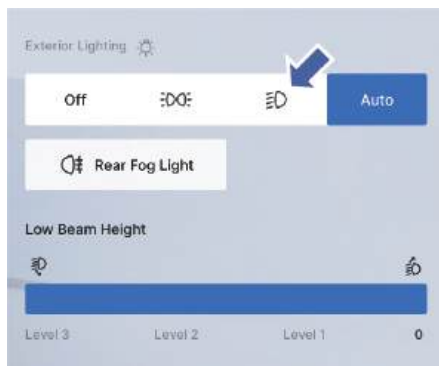 Exterior Lighting
Off Auto
Rear Fog Light
Low Beam Height
Level 3 Level 2 Level 1 0